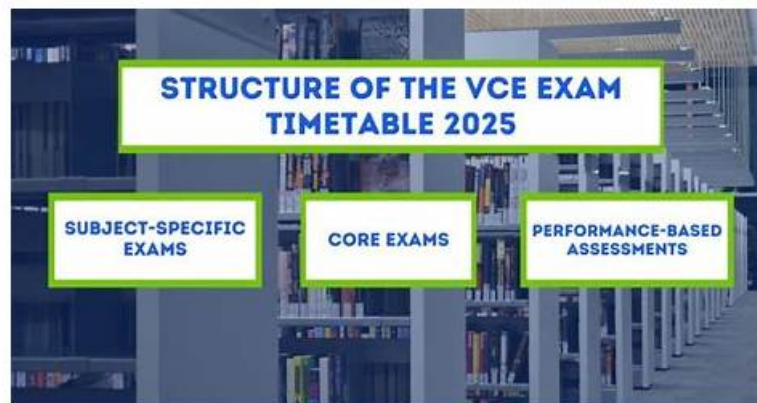 STRUCTURE OF THE VCE EXAM
TIMETABLE 2025
SUBJECT-SPECIFIC
EXAMS
CORE EXAMS
PERFORMANCE-BASED
ASSESSMENTS